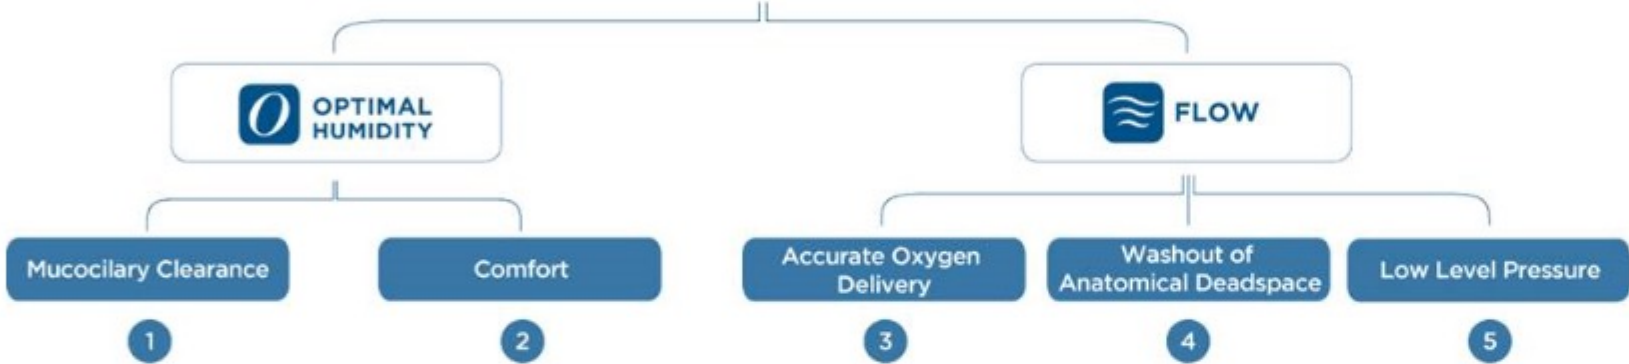 OPTIMAL
HUMIDITY
FLOW
Mucocilary Clearance
Comfort
Accurate Oxygen
Delivery
Washout of
Anatomical Deadspace
Low Level Pressure
1
2
3
4
5